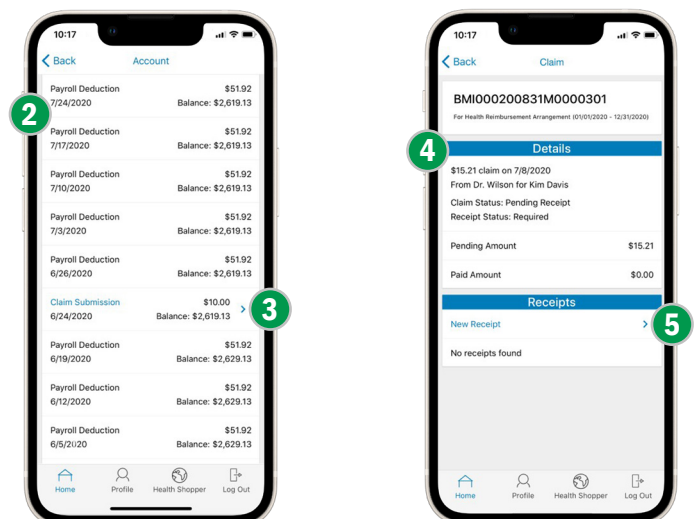 10:17
Back
Account
2
Payroll Deduction $51.92
7/24/2020 Balance: $2,619.13
Payroll Deduction $51.92
7/17/2020 Balance: $2,619.13
Payroll Deduction $51.92
7/10/2020 Balance: $2,619.13
Payroll Deduction $51.92
7/3/2020 Balance: $2,619.13
Payroll Deduction $51.92
6/26/2020 Balance: $2,619.13
Claim Submission $10.00
6/24/2020 Balance: $2,619.13
3
Payroll Deduction $51.92
6/19/2020 Balance: $2,629.13
Payroll Deduction $51.92
6/12/2020 Balance: $2,629.13
Payroll Deduction $51.92
6/5/2020 Balance: $2,629.13
Home Profile Health Shopper Log Out
10:17
Back
Claim
BMI000200831M0000301
For Health Reimbursement Arrangement (01/01/2020 - 12/31/2020)
4
Details
$15.21 claim on 7/8/2020
From Dr. Wilson for Kim Davis
Claim Status: Pending Receipt
Receipt Status: Required
Pending Amount $15.21
Paid Amount $0.00
Receipts
New Receipt
5
No receipts found
Home Profile Health Shopper Log Out